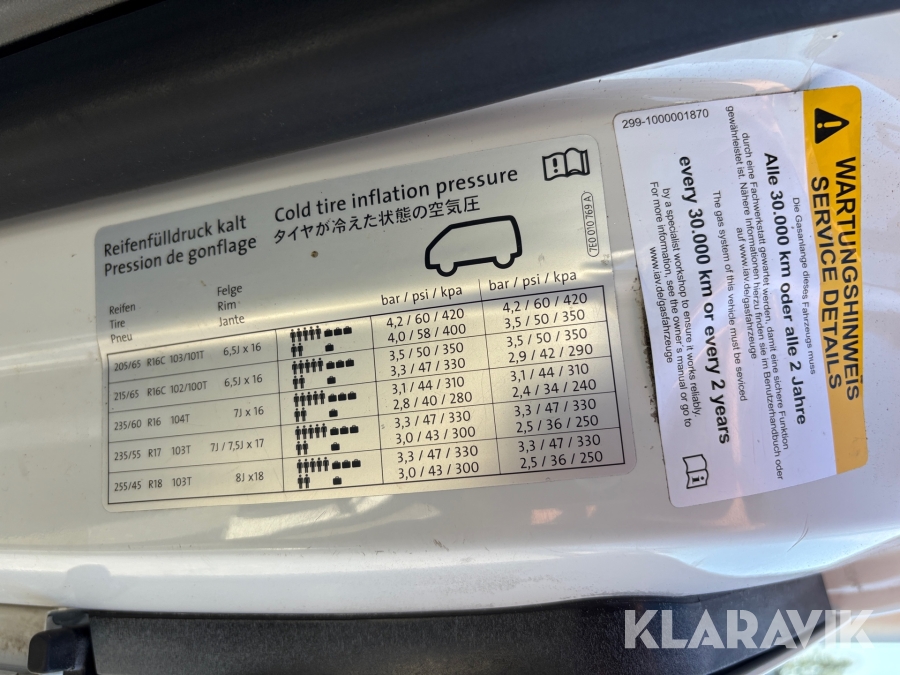 Reifenfülldruck kalt
Pression de gonflage
Cold tire inflation pressure
タイヤが冷えた状態の空気圧
7E0 010 769 A
Reifen
Tire
Pneu
Felge
Rim
Jante
bar / psi / kpa
bar / psi / kpa
205/65 R16C 103/101T 6,5J x 16
4,2 / 60 / 420 4,2 / 60 / 420
4,0 / 58 / 400 3,5 / 50 / 350
215/65 R16C 102/100T 6,5J x 16
3,5 / 50 / 350 3,5 / 50 / 350
3,3 / 47 / 330 2,9 / 42 / 290
235/60 R16 104T 7J x 16
3,1 / 44 / 310 3,1 / 44 / 310
2,8 / 40 / 280 2,4 / 34 / 240
235/55 R17 103T 7J / 7,5J x 17
3,3 / 47 / 330 3,3 / 47 / 330
3,0 / 43 / 300 2,5 / 36 / 250
255/45 R18 103T 8J x18
3,3 / 47 / 330 3,3 / 47 / 330
3,0 / 43 / 300 2,5 / 36 / 250
299-1000001870
WARTUNGSHINWEIS
SERVICE DETAILS
Die Gasanlange dieses Fahrzeugs muss
Alle 30.000 km oder alle 2 Jahre
durch eine Fachwerkstatt gewartet werden, damit eine sichere Funktion
gewährleistet ist. Nähere Informationen hierzu finden sie im Benutzerhandbuch oder
auf www.iav.de/gasfahrzeuge
The gas system of this vehicle must be seviced
every 30.000 km or every 2 years
by a specialist workshop to ensure it works reliably.
For more information, see the owner's manual or go to
www.iav.de/gasfahrzeuge
KLARAVIK